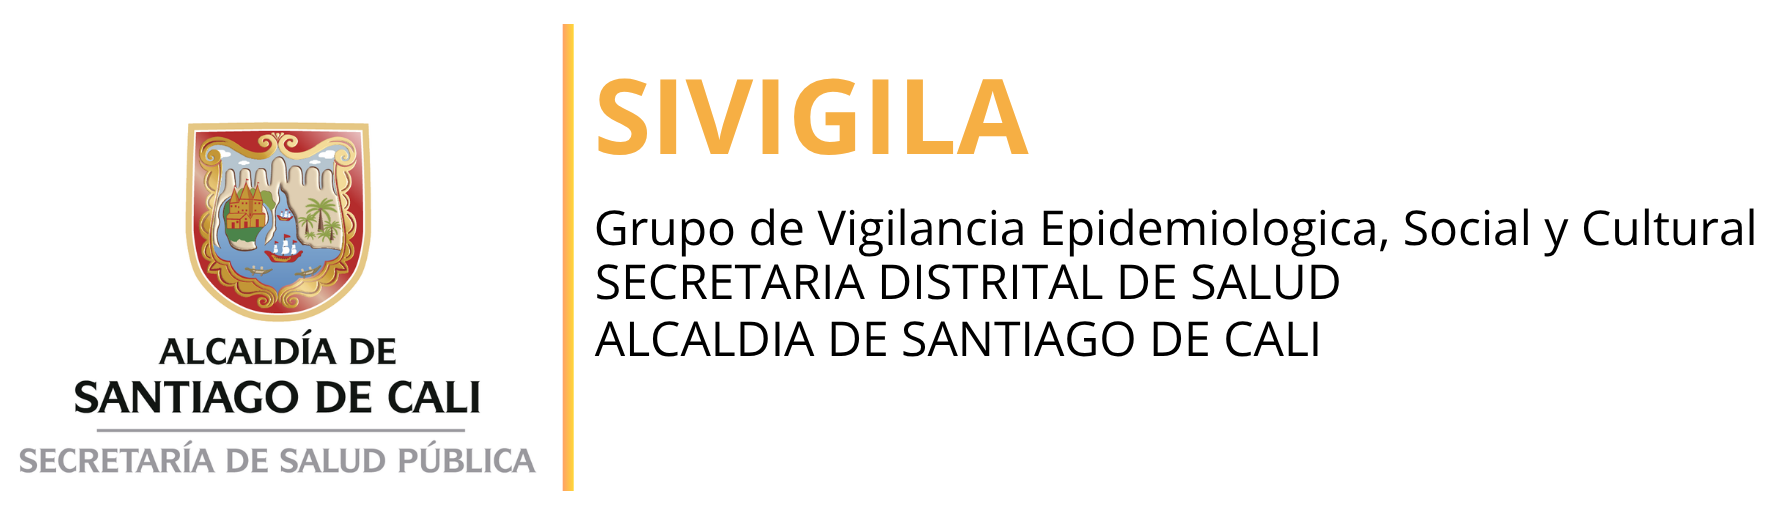 ALCALDÍA DE
SANTIAGO DE CALI
SECRETARÍA DE SALUD PÚBLICA
SIVIGILA
Grupo de Vigilancia Epidemiologica, Social y Cultural
SECRETARIA DISTRITAL DE SALUD
ALCALDIA DE SANTIAGO DE CALI